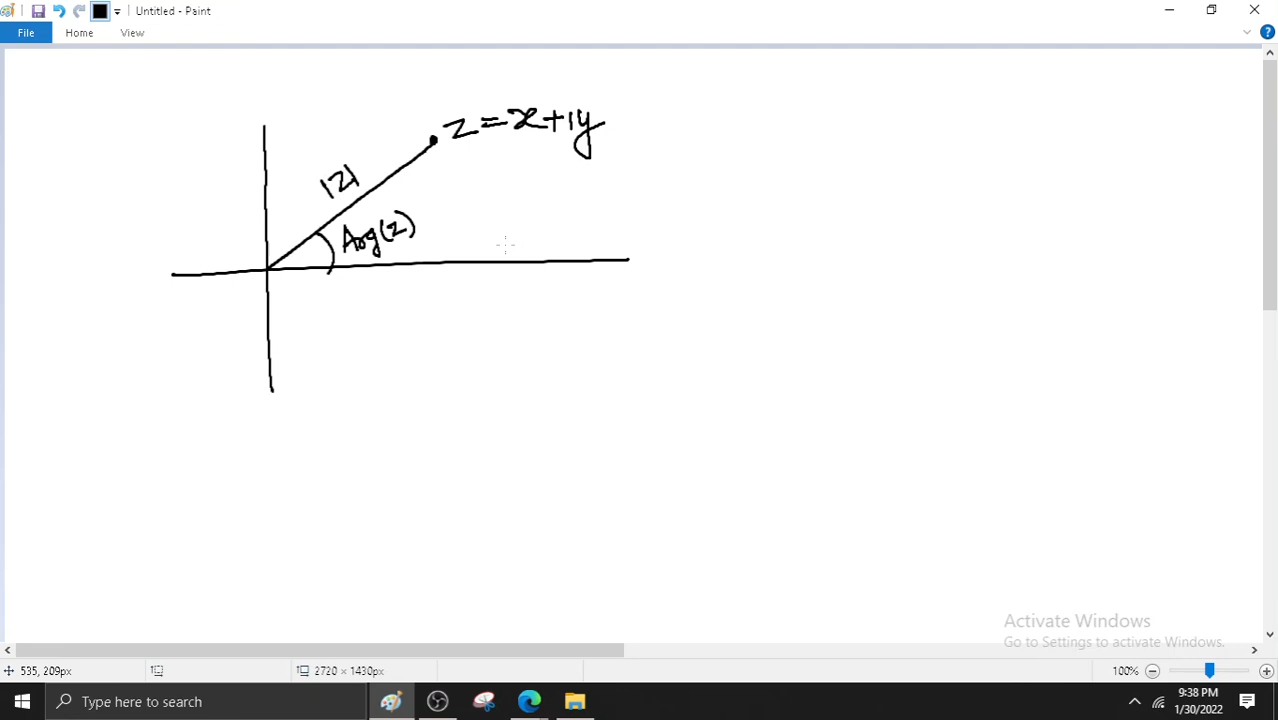 Untitled - Paint
File Home View
z=x+iy
|z|
Arg(z)
Activate Windows
Go to Settings to activate Windows.
535, 209px
2720 × 1430px
100%
Type here to search
9:38 PM
1/30/2022